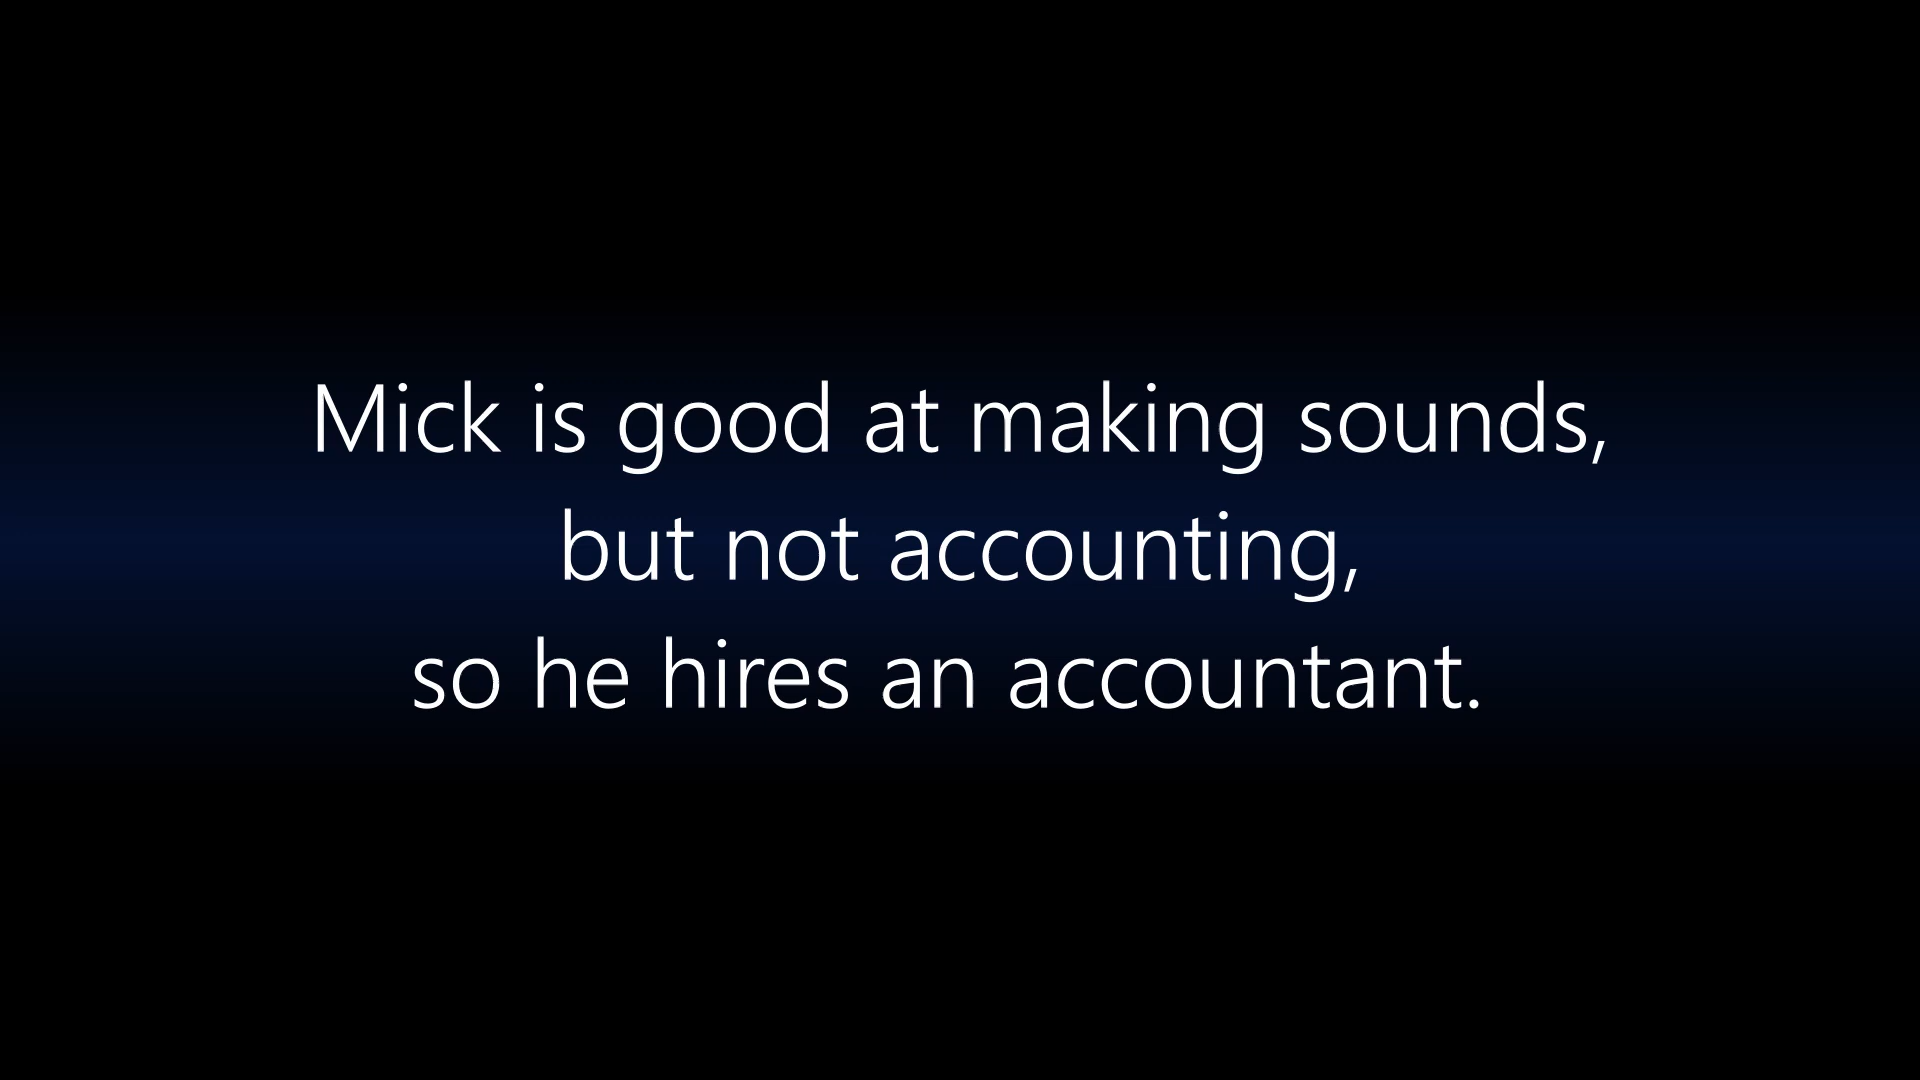 Mick is good at making sounds,
but not accounting,
so he hires an accountant.